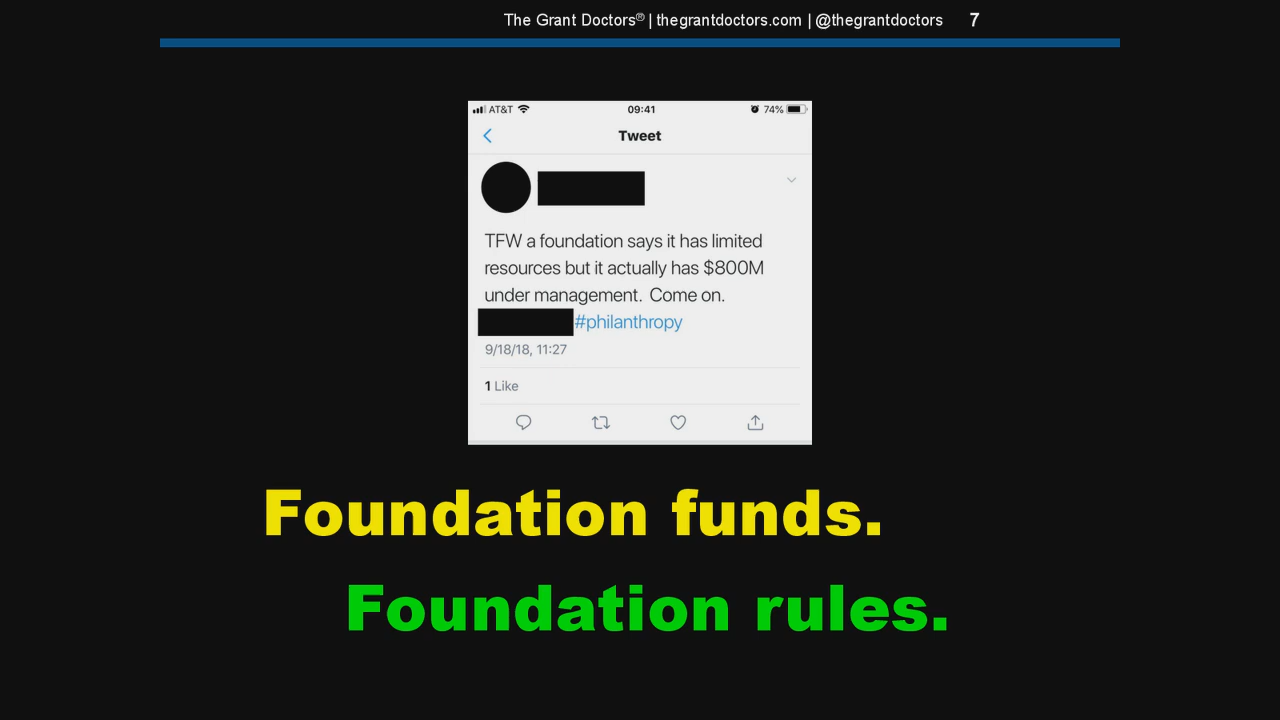 The Grant Doctors® | thegrantdoctors.com | @thegrantdoctors 7
AT&T 09:41 74%
Tweet
TFW a foundation says it has limited
resources but it actually has $800M
under management. Come on.
#philanthropy
9/18/18, 11:27
1 Like
Foundation funds.
Foundation rules.